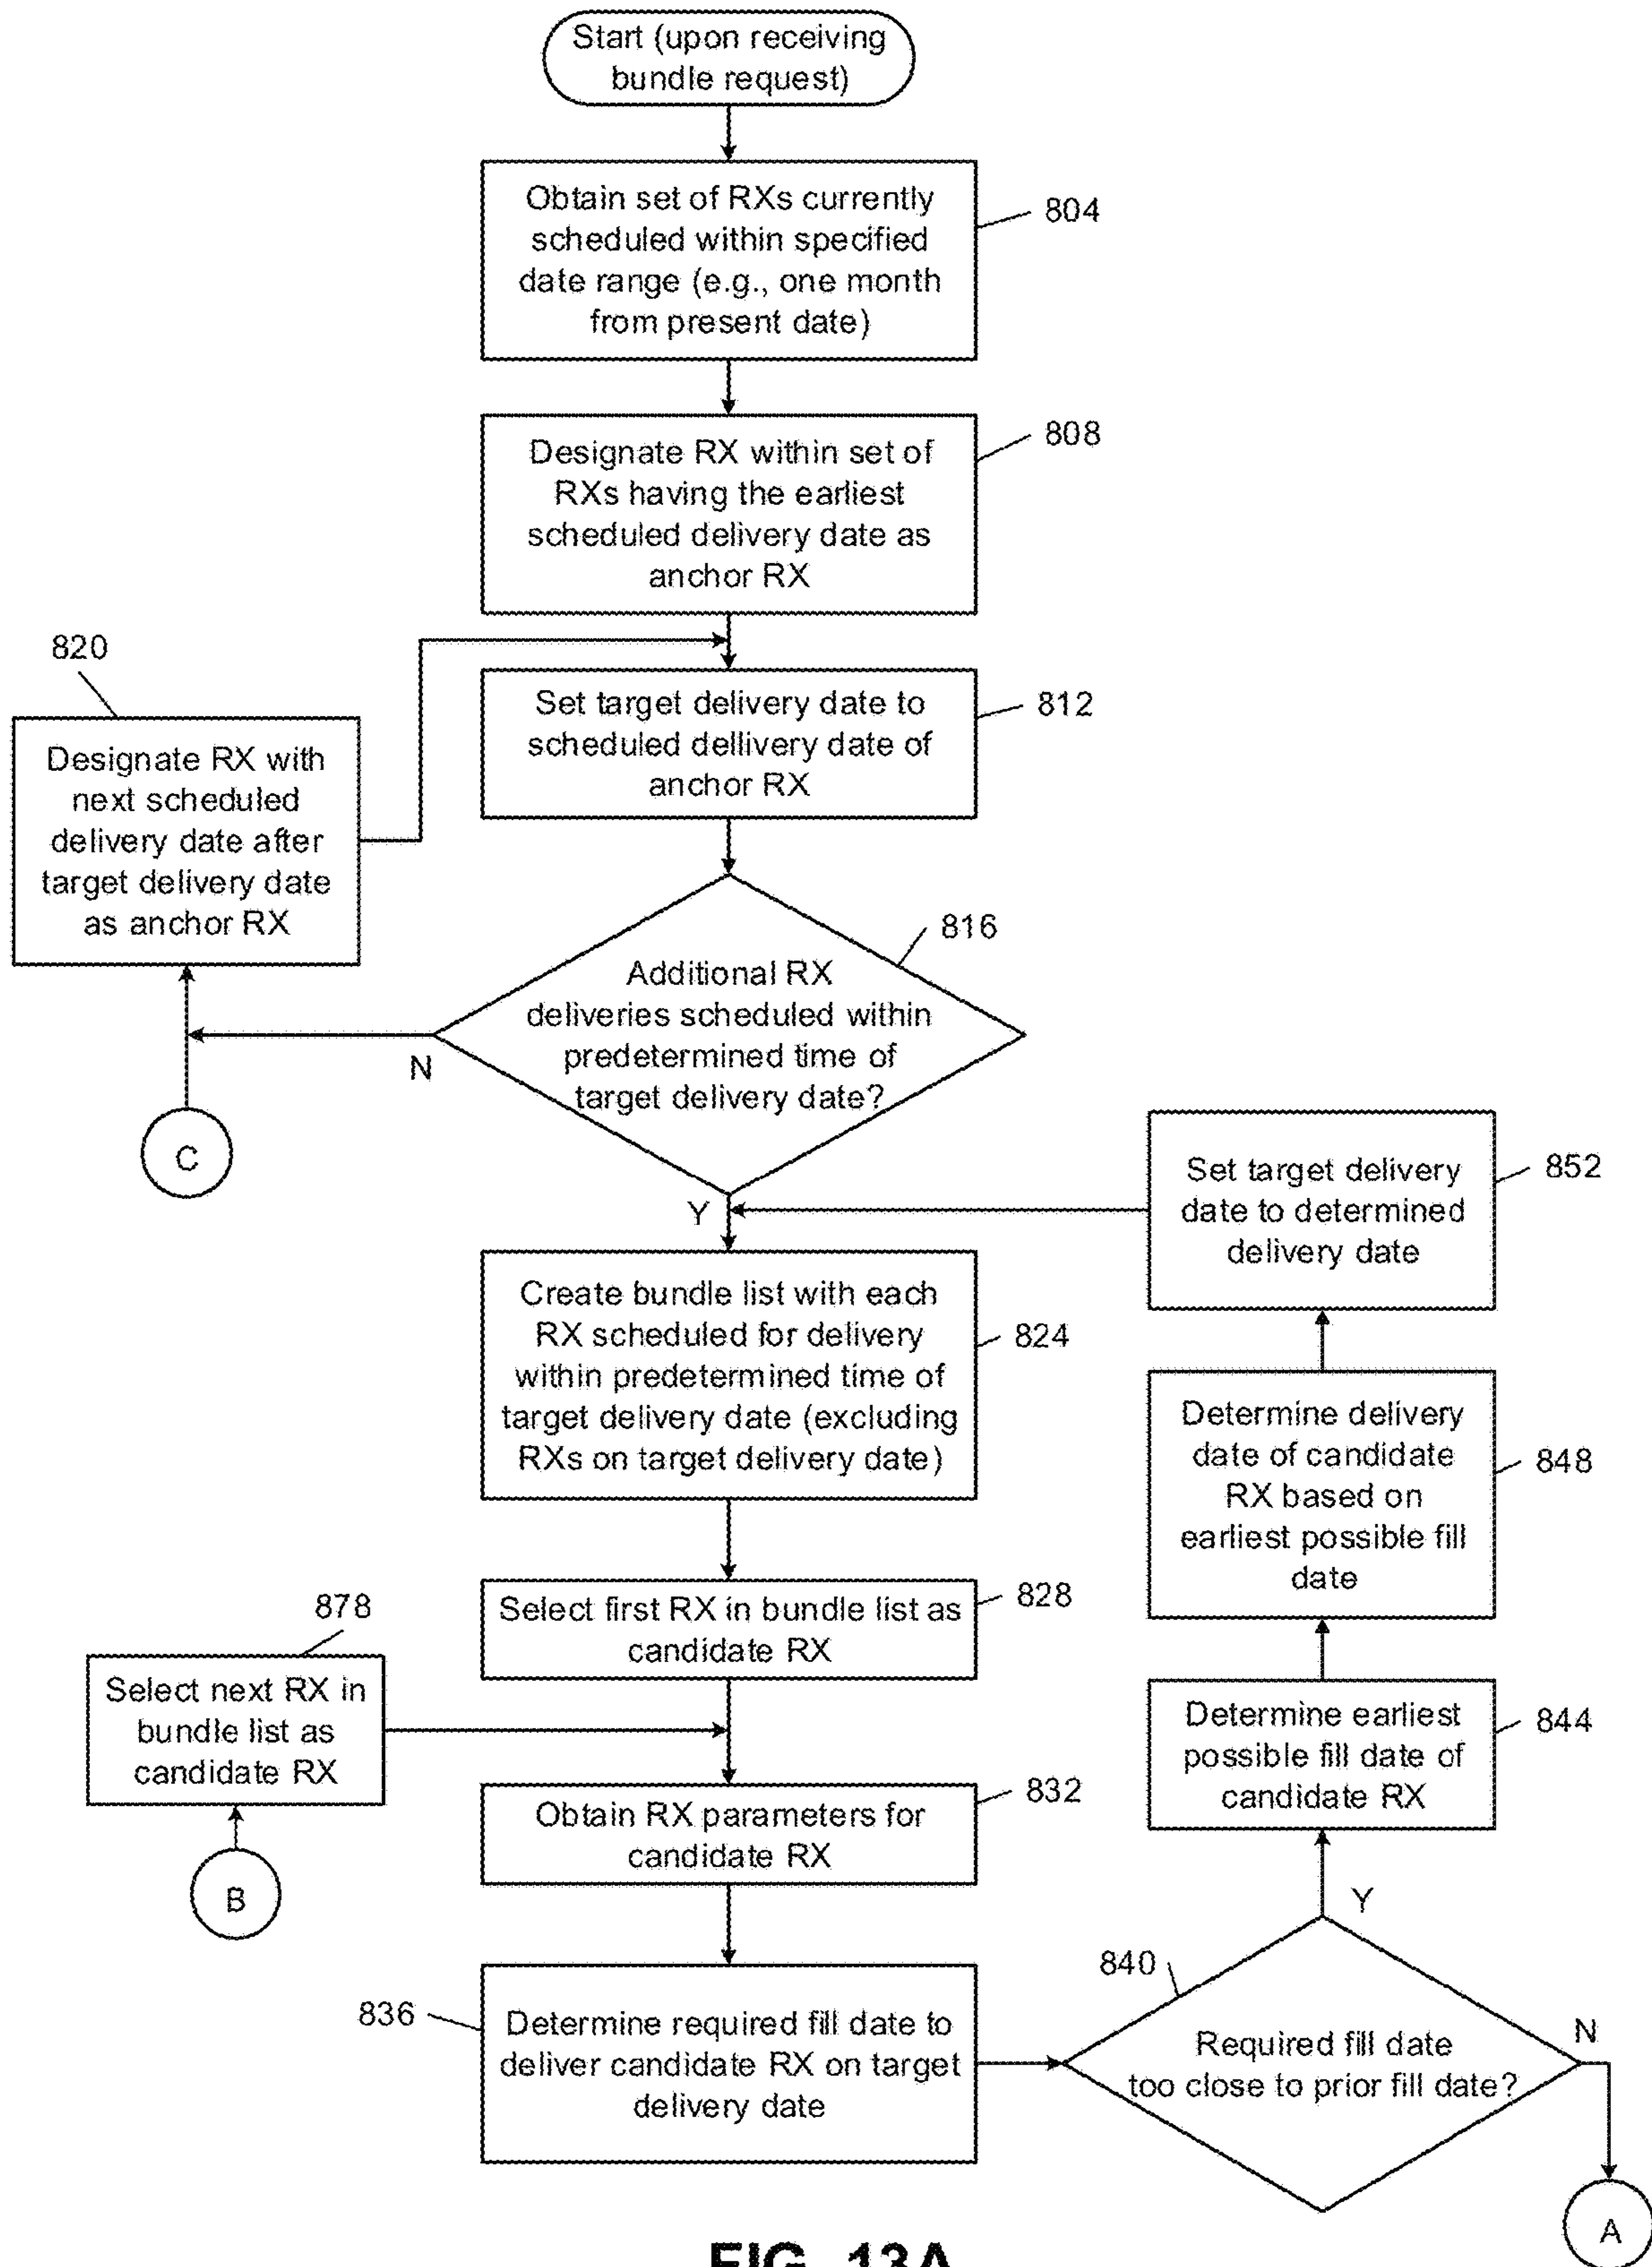 Start (upon receiving
bundle request)
Obtain set of RXs currently
scheduled within specified
date range (e.g., one month
from present date)
804
Designate RX within set of
RXs having the earliest
scheduled delivery date as
anchor RX
808
820
Designate RX with
next scheduled
delivery date after
target delivery date
as anchor RX
Set target delivery date to
scheduled dellivery date of
anchor RX
812
816
Additional RX
deliveries scheduled within
predetermined time of
target delivery date?
N
C
Y
Set target delivery
date to determined
delivery date
852
Create bundle list with each
RX scheduled for delivery
within predetermined time of
target delivery date (excluding
RXs on target delivery date)
824
Determine delivery
date of candidate
RX based on
earliest possible fill
date
848
Select first RX in bundle list as
candidate RX
828
878
Select next RX in
bundle list as
candidate RX
B
Determine earliest
possible fill date of
candidate RX
844
Obtain RX parameters for
candidate RX
832
836
Determine required fill date to
deliver candidate RX on target
delivery date
840
Y
Required fill date
too close to prior fill date?
N
A
FIG. 13A